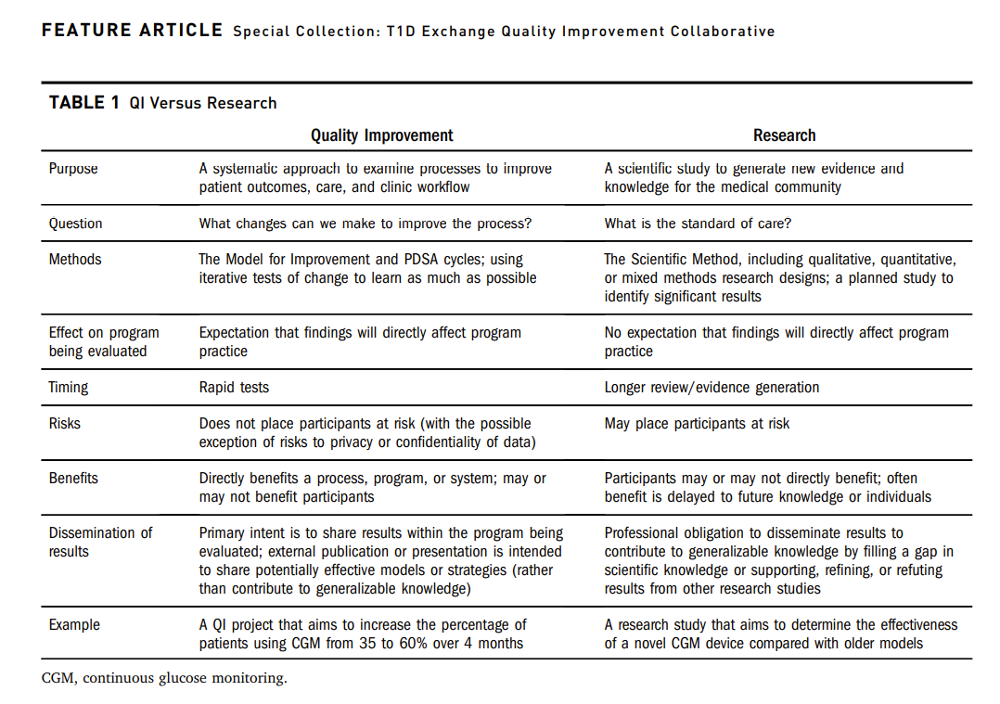 FEATURE ARTICLE Special Collection: T1D Exchange Quality Improvement Collaborative
TABLE 1 QI Versus Research
Quality Improvement Research
Purpose A systematic approach to examine processes to improve A scientific study to generate new evidence and
patient outcomes, care, and clinic workflow knowledge for the medical community
Question What changes can we make to improve the process? What is the standard of care?
Methods The Model for Improvement and PDSA cycles; using The Scientific Method, including qualitative, quantitative,
iterative tests of change to learn as much as possible or mixed methods research designs; a planned study to
identify significant results
Effect on program Expectation that findings will directly affect program No expectation that findings will directly affect program
being evaluated practice practice
Timing Rapid tests Longer review/evidence generation
Risks Does not place participants at risk (with the possible May place participants at risk
exception of risks to privacy or confidentiality of data)
Benefits Directly benefits a process, program, or system; may or Participants may or may not directly benefit; often
may not benefit participants benefit is delayed to future knowledge or individuals
Dissemination of Primary intent is to share results within the program being Professional obligation to disseminate results to
results evaluated; external publication or presentation is intended contribute to generalizable knowledge by filling a gap in
to share potentially effective models or strategies (rather scientific knowledge or supporting, refining, or refuting
than contribute to generalizable knowledge) results from other research studies
Example A QI project that aims to increase the percentage of A research study that aims to determine the effectiveness
patients using CGM from 35 to 60% over 4 months of a novel CGM device compared with older models
CGM, continuous glucose monitoring.